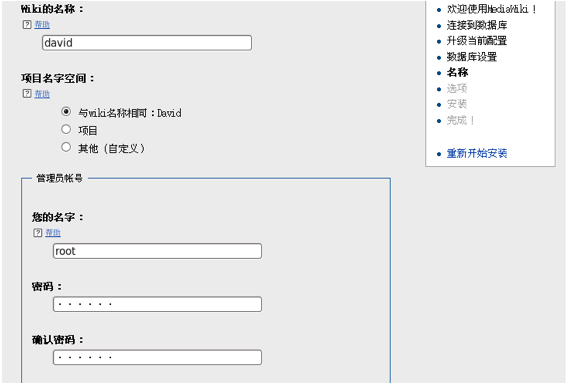 Wiki的名称：
? 帮助
david
项目名字空间：
? 帮助
与wiki名称相同：David
项目
其他（自定义）
管理员帐号
您的名字：
? 帮助
root
密码：
······
确认密码：
······
欢迎使用MediaWiki！
连接到数据库
升级当前配置
数据库设置
名称
选项
安装
完成！
重新开始安装